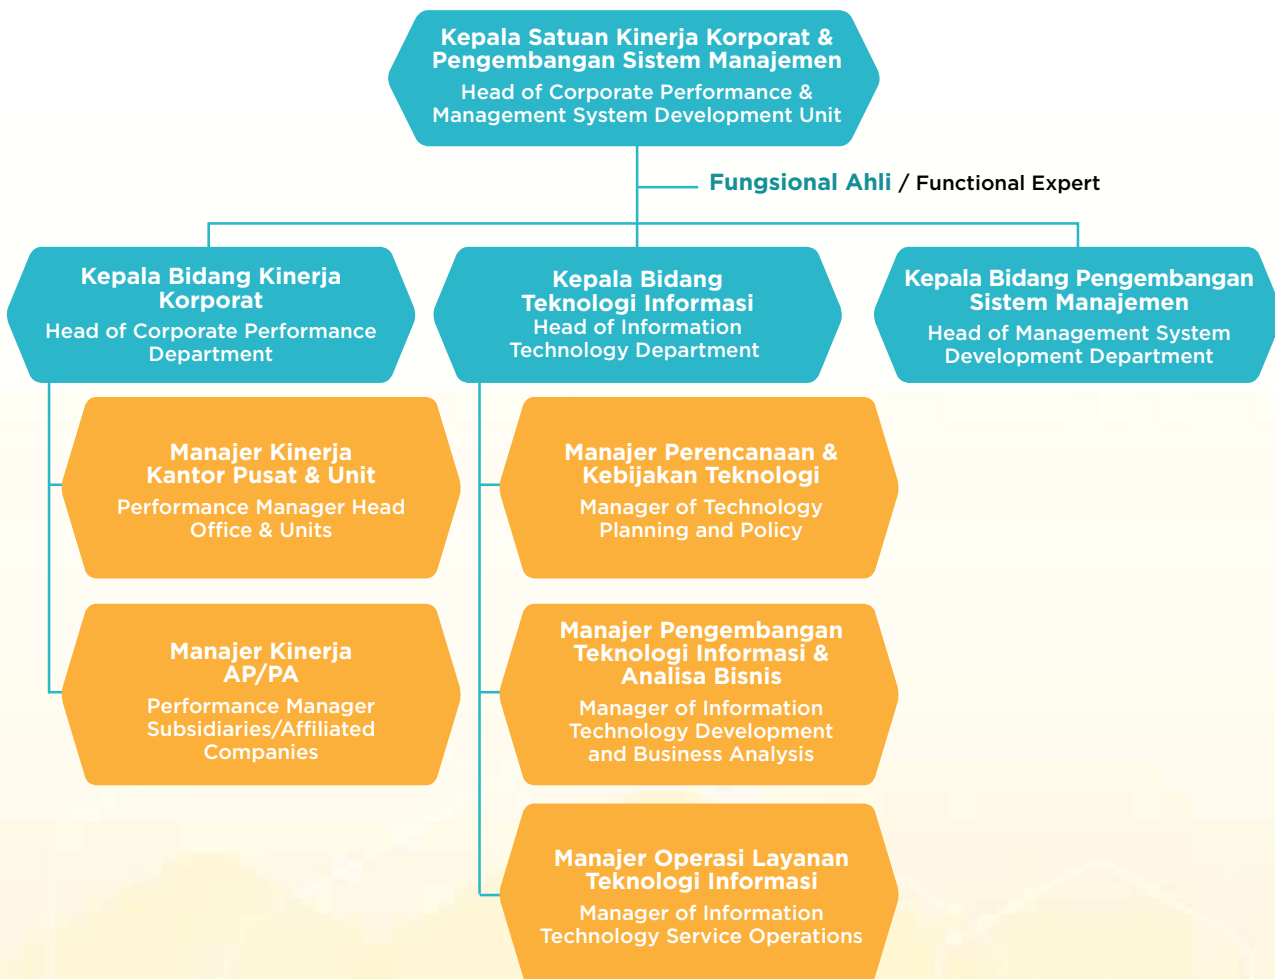 Kepala Satuan Kinerja Korporat &
Pengembangan Sistem Manajemen
Head of Corporate Performance &
Management System Development Unit
Fungsional Ahli / Functional Expert
Kepala Bidang Kinerja
Korporat
Head of Corporate Performance
Department
Kepala Bidang
Teknologi Informasi
Head of Information
Technology Department
Kepala Bidang Pengembangan
Sistem Manajemen
Head of Management System
Development Department
Manajer Kinerja
Kantor Pusat & Unit
Performance Manager Head
Office & Units
Manajer Kinerja
AP/PA
Performance Manager
Subsidiaries/Affiliated
Companies
Manajer Perencanaan &
Kebijakan Teknologi
Manager of Technology
Planning and Policy
Manajer Pengembangan
Teknologi Informasi &
Analisa Bisnis
Manager of Information
Technology Development
and Business Analysis
Manajer Operasi Layanan
Teknologi Informasi
Manager of Information
Technology Service Operations